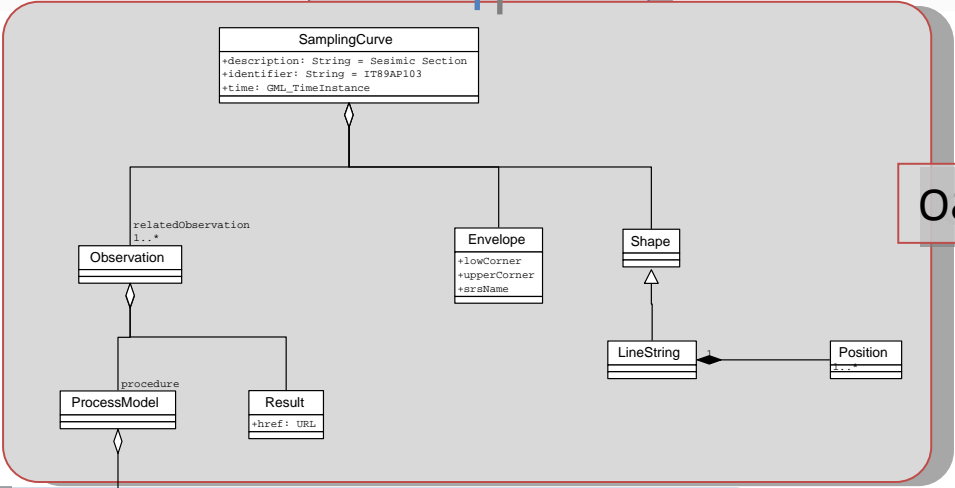 SamplingCurve
+description: String = Sesimic Section
+identifier: String = IT89AP103
+time: GML_TimeInstance
relatedObservation
1..*
Observation
Envelope
+lowCorner
+upperCorner
+srsName
Shape
LineString
1
Position
1..*
procedure
ProcessModel
Result
+href: URL